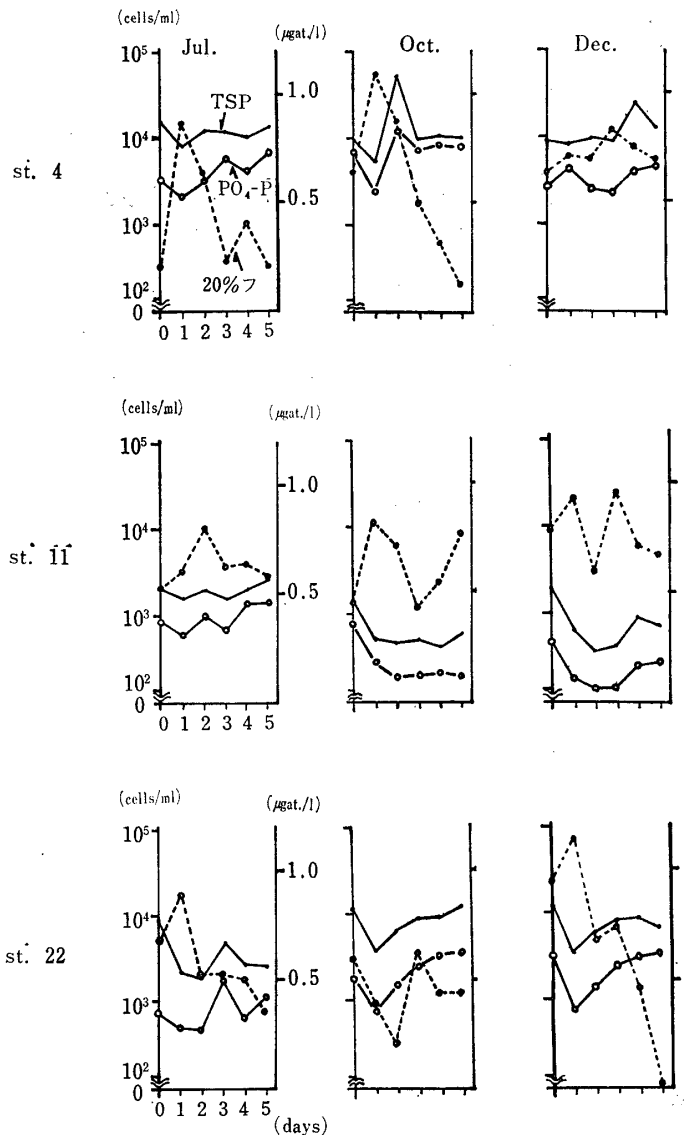 (cells/ml) (μgat./l)
Jul. Oct. Dec.
10⁵
1.0
TSP
10⁴
st. 4
PO₄-P
0.5
10³
20%フ
10²
0
0 1 2 3 4 5
(cells/ml) (μgat./l)
10⁵
1.0
10⁴
st. 11
0.5
10³
10²
0
0 1 2 3 4 5
(cells/ml) (μgat./l)
10⁵
1.0
10⁴
st. 22
0.5
10³
10²
0
0 1 2 3 4 5
(days)